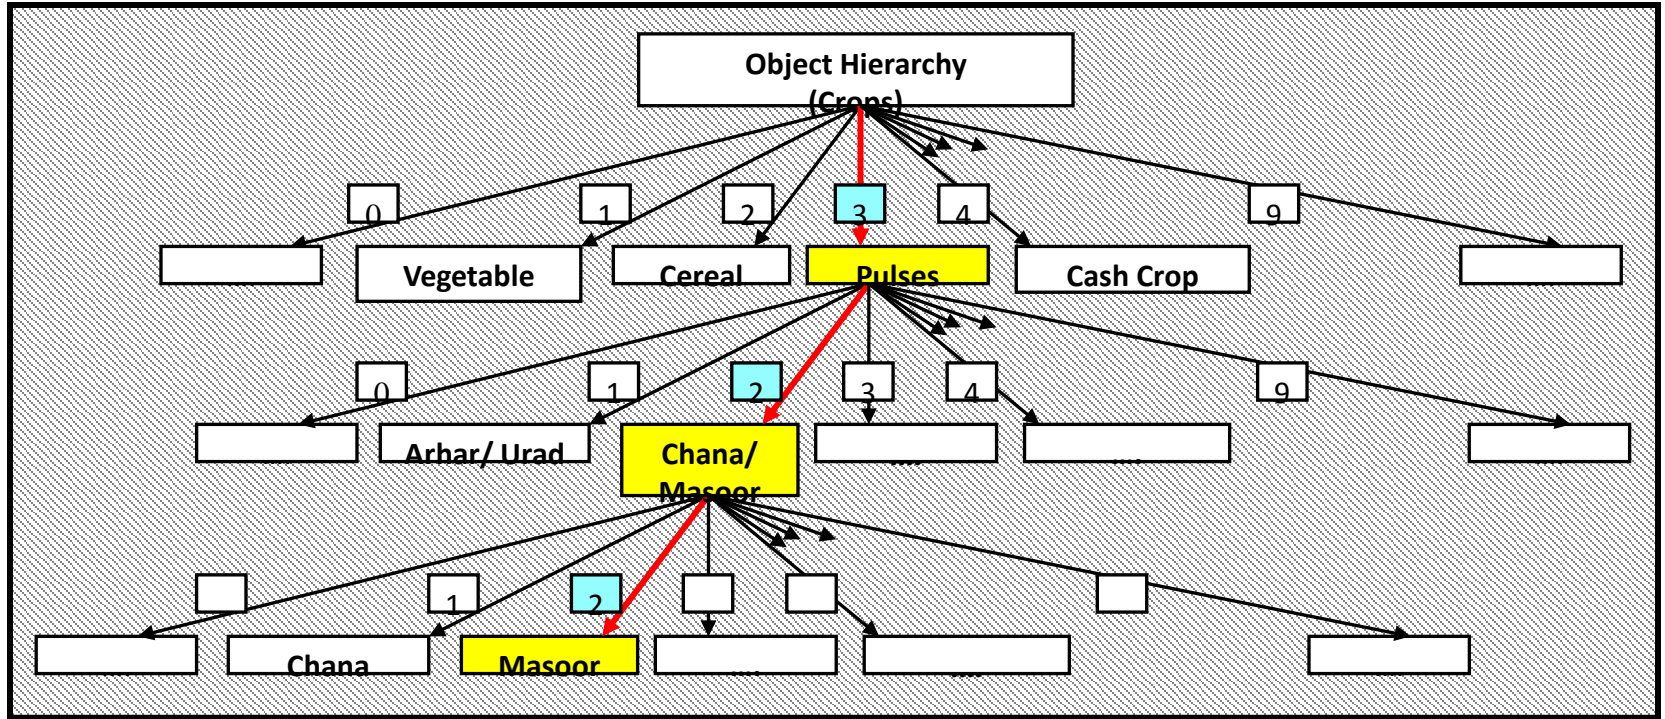 Object Hierarchy
(Crops)
0 1 2 3 4 9
.... Vegetable Cereal Pulses Cash Crop ....
0 1 2 3 4 9
.... Arhar/ Urad Chana/ .... .... ....
Masoor
1 2
.... Chana Masoor .... .... ....